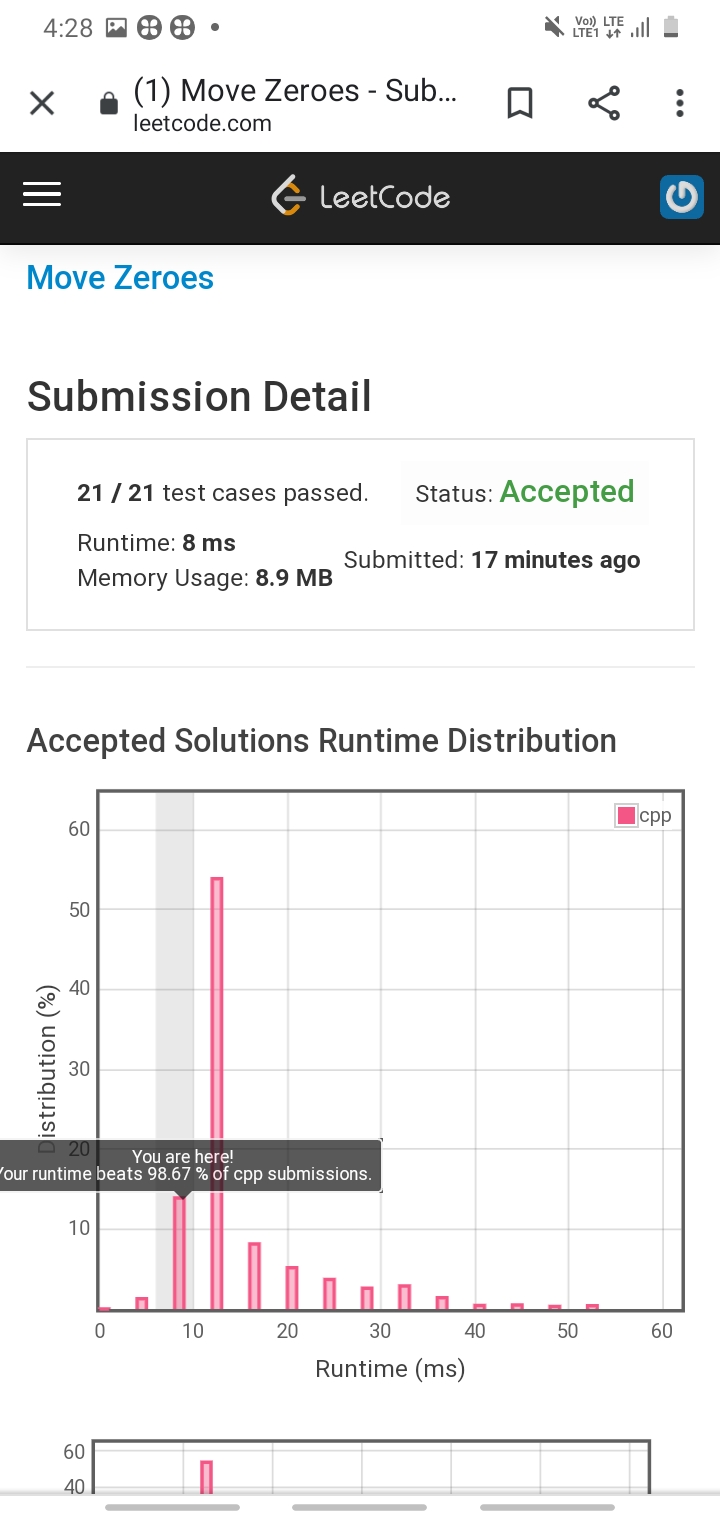 4:28
Vo)) LTE
LTE1
(1) Move Zeroes - Sub...
leetcode.com
LeetCode
Move Zeroes
Submission Detail
21 / 21 test cases passed.
Status: Accepted
Runtime: 8 ms
Submitted: 17 minutes ago
Memory Usage: 8.9 MB
Accepted Solutions Runtime Distribution
cpp
60
50
40
30
20
10
Distribution (%)
You are here!
Your runtime beats 98.67 % of cpp submissions.
0 10 20 30 40 50 60
Runtime (ms)
60
40